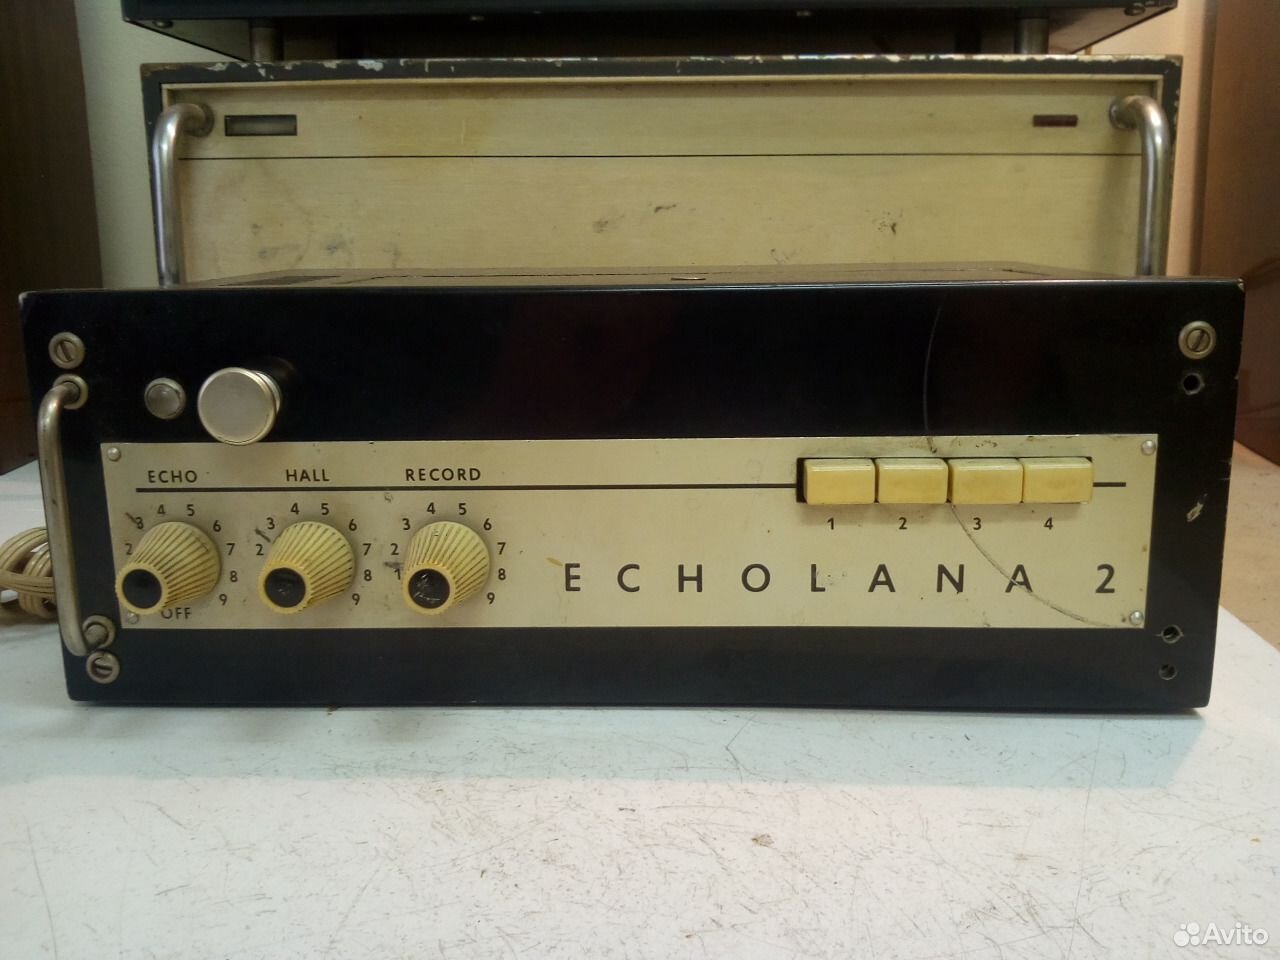 ECHO HALL RECORD
3 4 5 6 3 4 5 6 3 4 5 6
2 7 2 7 2 7
8 8 1 8
OFF 9 9 9
1 2 3 4
ECHOLANA 2
Avito